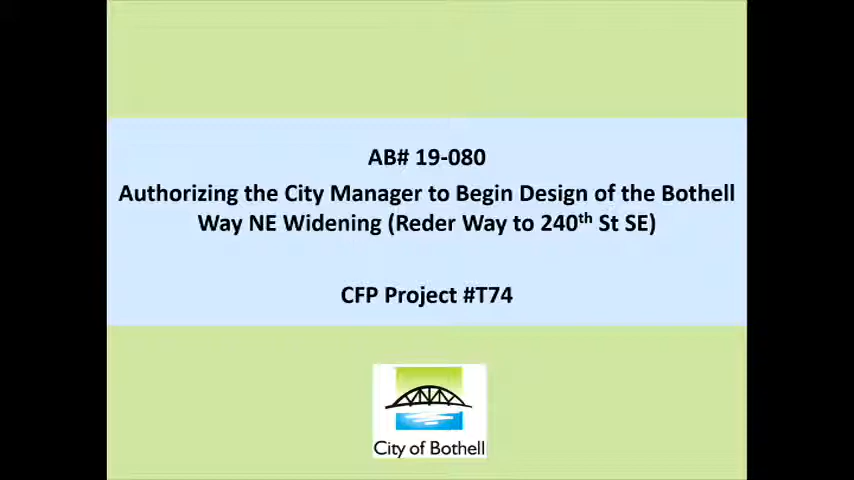 AB# 19-080
Authorizing the City Manager to Begin Design of the Bothell
Way NE Widening (Reder Way to 240th St SE)
CFP Project #T74
City of Bothell